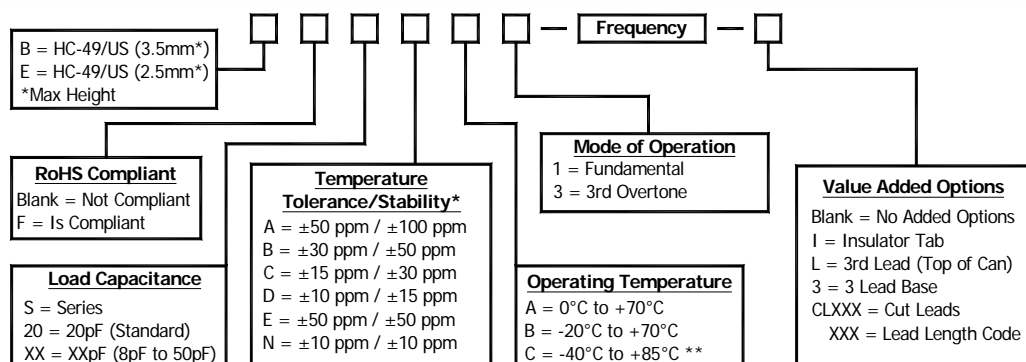 Frequency
B = HC-49/US (3.5mm*)
E = HC-49/US (2.5mm*)
*Max Height
RoHS Compliant
Blank = Not Compliant
F = Is Compliant
Load Capacitance
S = Series
20 = 20pF (Standard)
XX = XXpF (8pF to 50pF)
Temperature
Tolerance/Stability*
A = ±50 ppm / ±100 ppm
B = ±30 ppm / ±50 ppm
C = ±15 ppm / ±30 ppm
D = ±10 ppm / ±15 ppm
E = ±50 ppm / ±50 ppm
N = ±10 ppm / ±10 ppm
Mode of Operation
1 = Fundamental
3 = 3rd Overtone
Operating Temperature
A = 0°C to +70°C
B = -20°C to +70°C
C = -40°C to +85°C **
Value Added Options
Blank = No Added Options
I = Insulator Tab
L = 3rd Lead (Top of Can)
3 = 3 Lead Base
CLXXX = Cut Leads
XXX = Lead Length Code